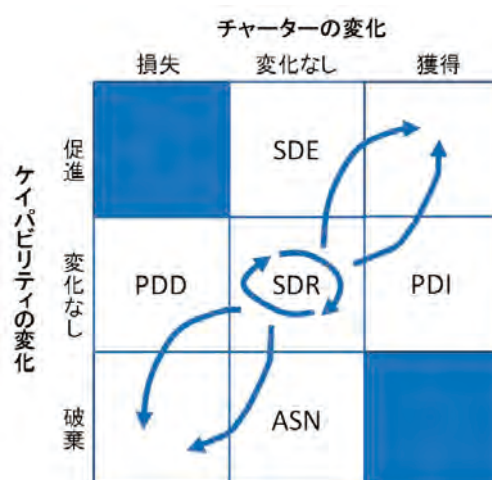 チャーターの変化
損失 変化なし 獲得
ケイパビリティの変化
促進
SDE
変化なし
PDD SDR PDI
破棄
ASN